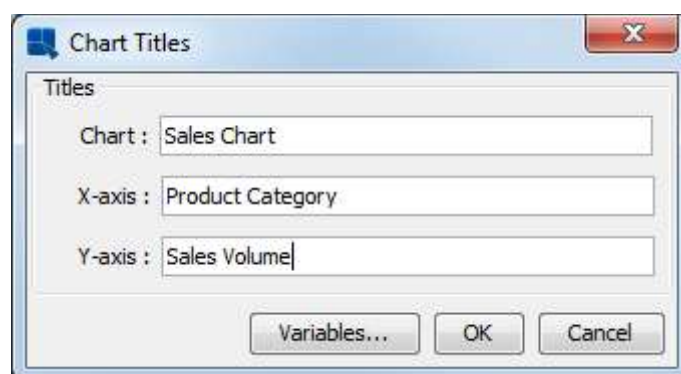 Chart Titles
Titles
Chart : Sales Chart
X-axis : Product Category
Y-axis : Sales Volume
Variables... OK Cancel